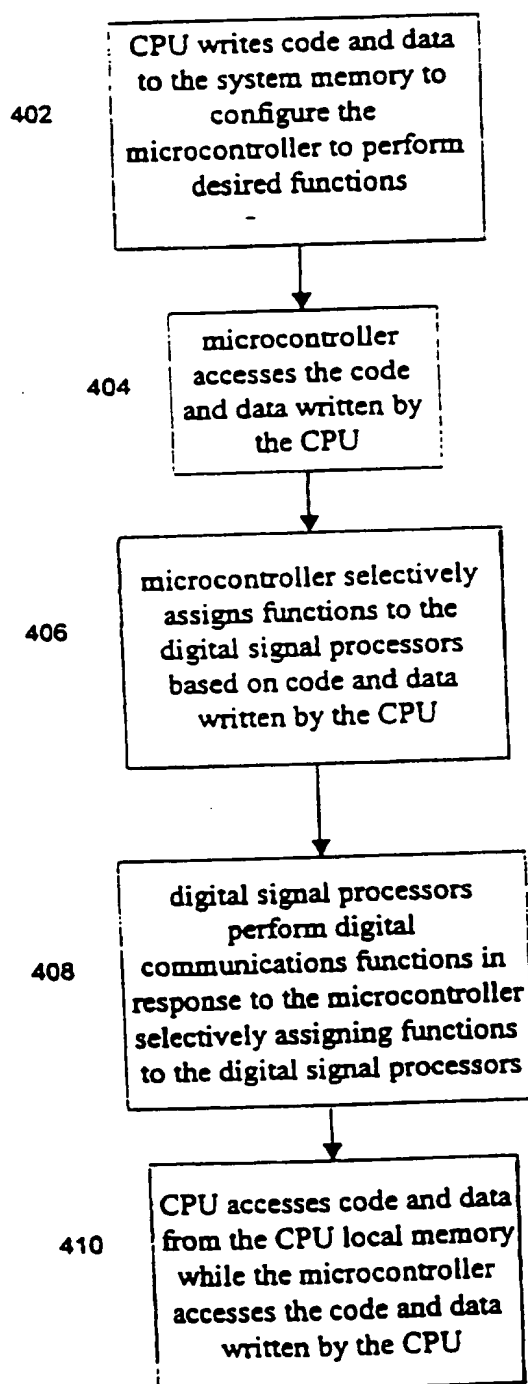 402
CPU writes code and data
to the system memory to
configure the
microcontroller to perform
desired functions
404
microcontroller
accesses the code
and data written by
the CPU
406
microcontroller selectively
assigns functions to the
digital signal processors
based on code and data
written by the CPU
408
digital signal processors
perform digital
communications functions in
response to the microcontroller
selectively assigning functions
to the digital signal processors
410
CPU accesses code and data
from the CPU local memory
while the microcontroller
accesses the code and data
written by the CPU